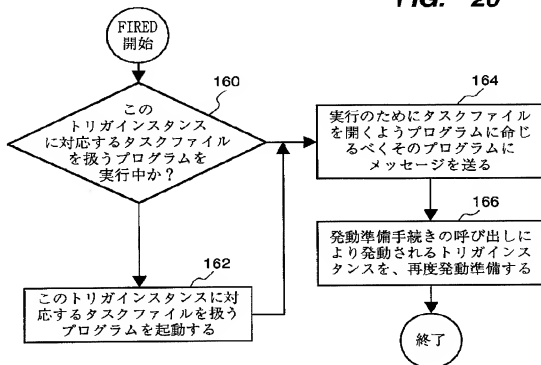 FIG. 20
FIRED
開始
160
この
トリガインスタンス
に対応するタスクファイル
を扱うプログラムを
実行中か?
162
このトリガインスタンスに対
応するタスクファイルを扱う
プログラムを起動する
164
実行のためにタスクファイル
を開くようプログラムに命じ
るべくそのプログラムに
メッセージを送る
166
発動準備手続きの呼び出しに
より発動されるトリガインス
タンスを、再度発動準備する
終了